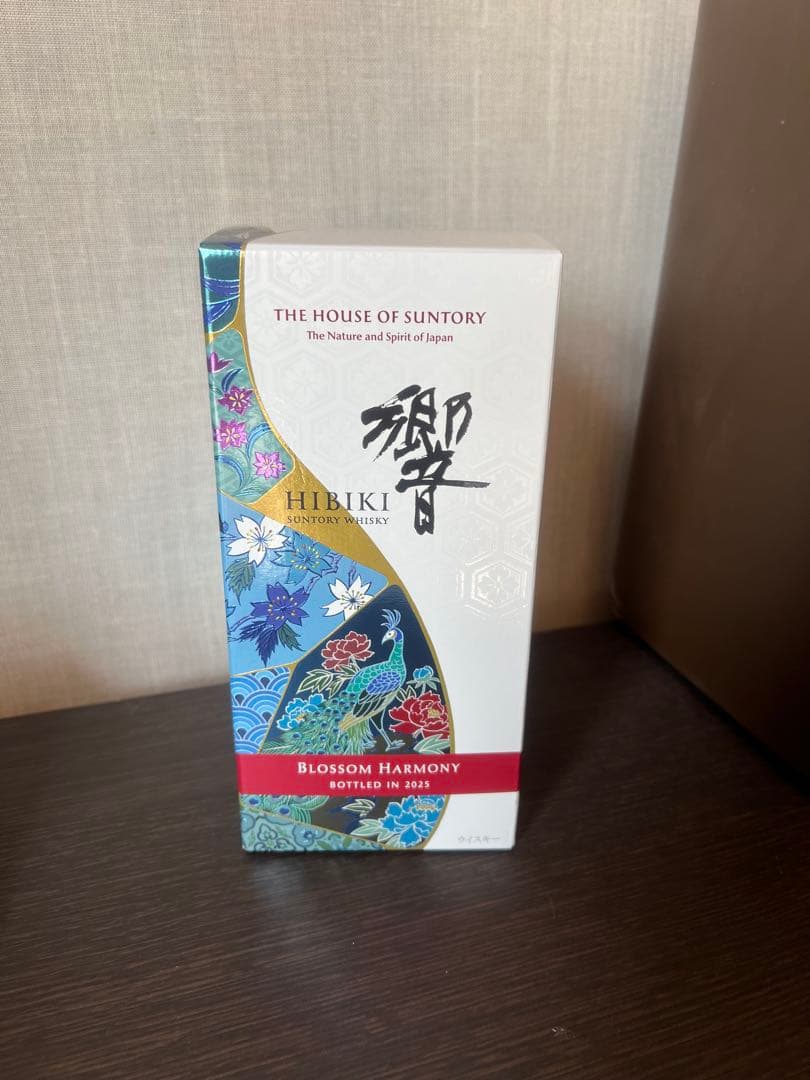 THE HOUSE OF SUNTORY
The Nature and Spirit of Japan
響
HIBIKI
SUNTORY WHISKY
BLOSSOM HARMONY
BOTTLED IN 2025
ウイスキー